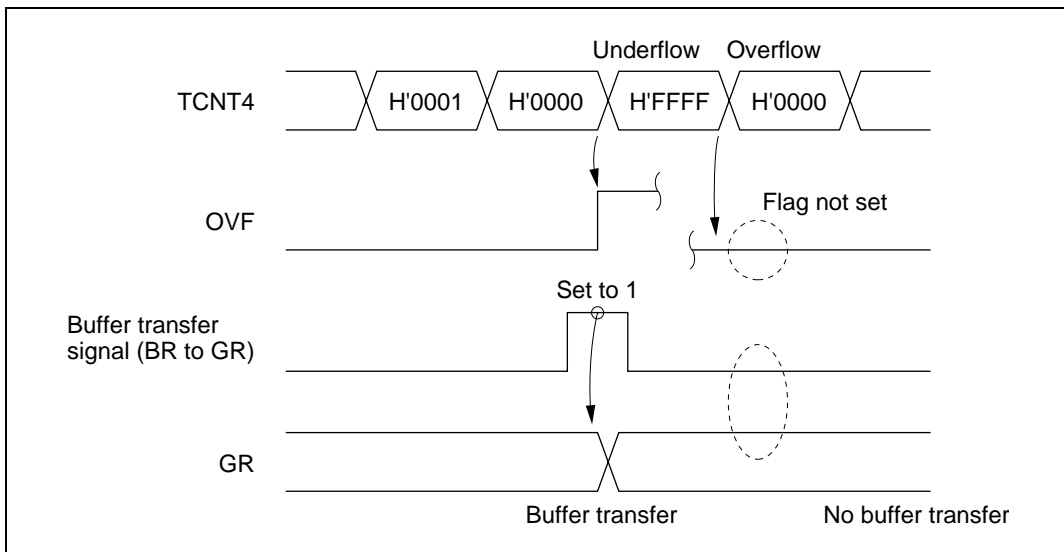 Underflow Overflow
TCNT4 H'0001 H'0000 H'FFFF H'0000
OVF
Flag not set
Set to 1
Buffer transfer
signal (BR to GR)
GR
Buffer transfer No buffer transfer